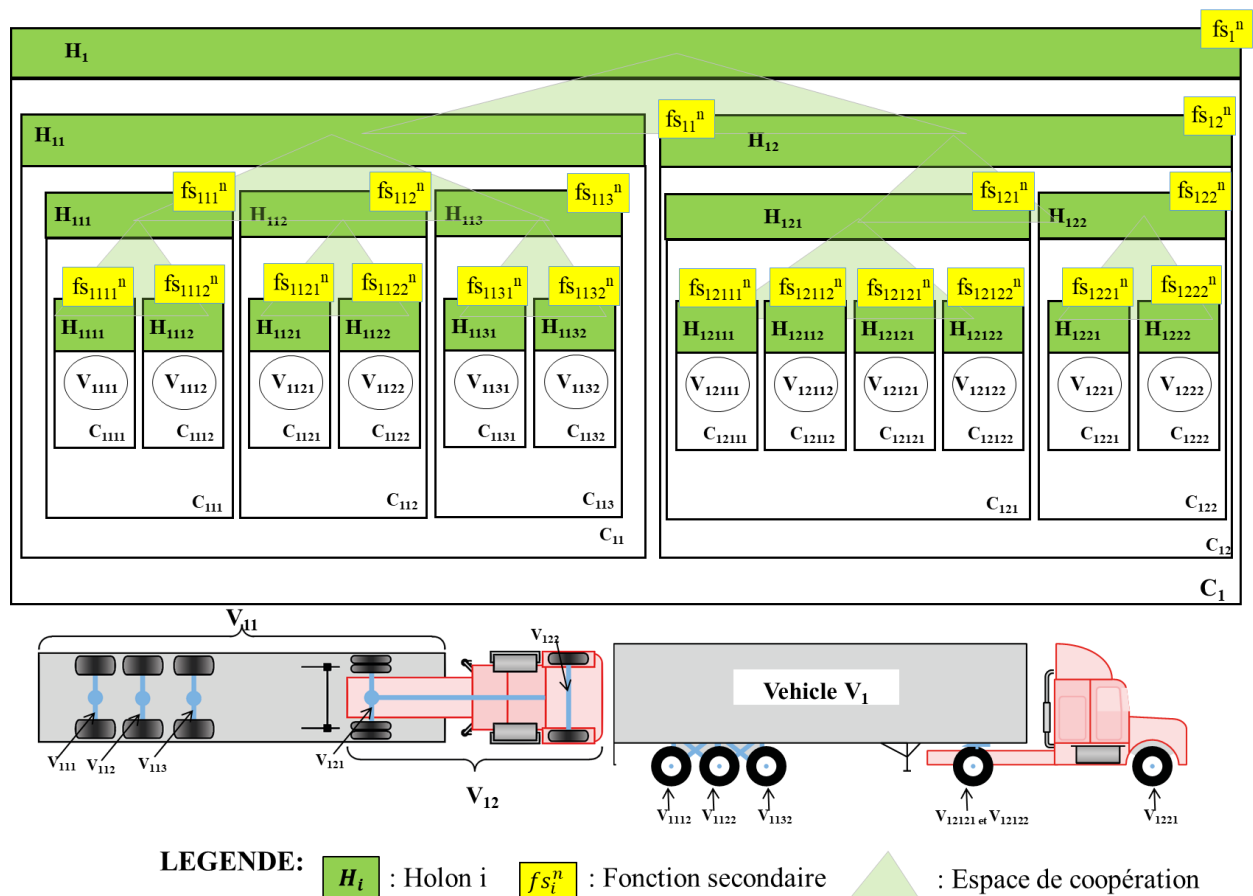 fs₁ⁿ
H₁
fs₁₁ⁿ fs₁₂ⁿ
H₁₁ H₁₂
fs₁₁₁ⁿ fs₁₁₂ⁿ fs₁₁₃ⁿ fs₁₂₁ⁿ fs₁₂₂ⁿ
H₁₁₁ H₁₁₂ H₁₁₃ H₁₂₁ H₁₂₂
fs₁₁₁₁ⁿ fs₁₁₁₂ⁿ fs₁₁₂₁ⁿ fs₁₁₂₂ⁿ fs₁₁₃₁ⁿ fs₁₁₃₂ⁿ fs₁₂₁₁₁ⁿ fs₁₂₁₁₂ⁿ fs₁₂₁₂₁ⁿ fs₁₂₁₂₂ⁿ fs₁₂₂₁ⁿ fs₁₂₂₂ⁿ
H₁₁₁₁ H₁₁₁₂ H₁₁₂₁ H₁₁₂₂ H₁₁₃₁ H₁₁₃₂ H₁₂₁₁₁ H₁₂₁₁₂ H₁₂₁₂₁ H₁₂₁₂₂ H₁₂₂₁ H₁₂₂₂
V₁₁₁₁ V₁₁₁₂ V₁₁₂₁ V₁₁₂₂ V₁₁₃₁ V₁₁₃₂ V₁₂₁₁₁ V₁₂₁₁₂ V₁₂₁₂₁ V₁₂₁₂₂ V₁₂₂₁ V₁₂₂₂
C₁₁₁₁ C₁₁₁₂ C₁₁₂₁ C₁₁₂₂ C₁₁₃₁ C₁₁₃₂ C₁₂₁₁₁ C₁₂₁₁₂ C₁₂₁₂₁ C₁₂₁₂₂ C₁₂₂₁ C₁₂₂₂
C₁₁₁ C₁₁₂ C₁₁₃ C₁₂₁ C₁₂₂
C₁₁ C₁₂
C₁
V₁₁
V₁₂₂
Vehicle V₁
V₁₁₁ V₁₁₂ V₁₁₃ V₁₂₁
V₁₂
V₁₁₁₂ V₁₁₂₂ V₁₁₃₂ V₁₂₁₂₁ et V₁₂₁₂₂ V₁₂₂₁
LEGENDE: Hᵢ : Holon i fsᵢⁿ : Fonction secondaire : Espace de coopération